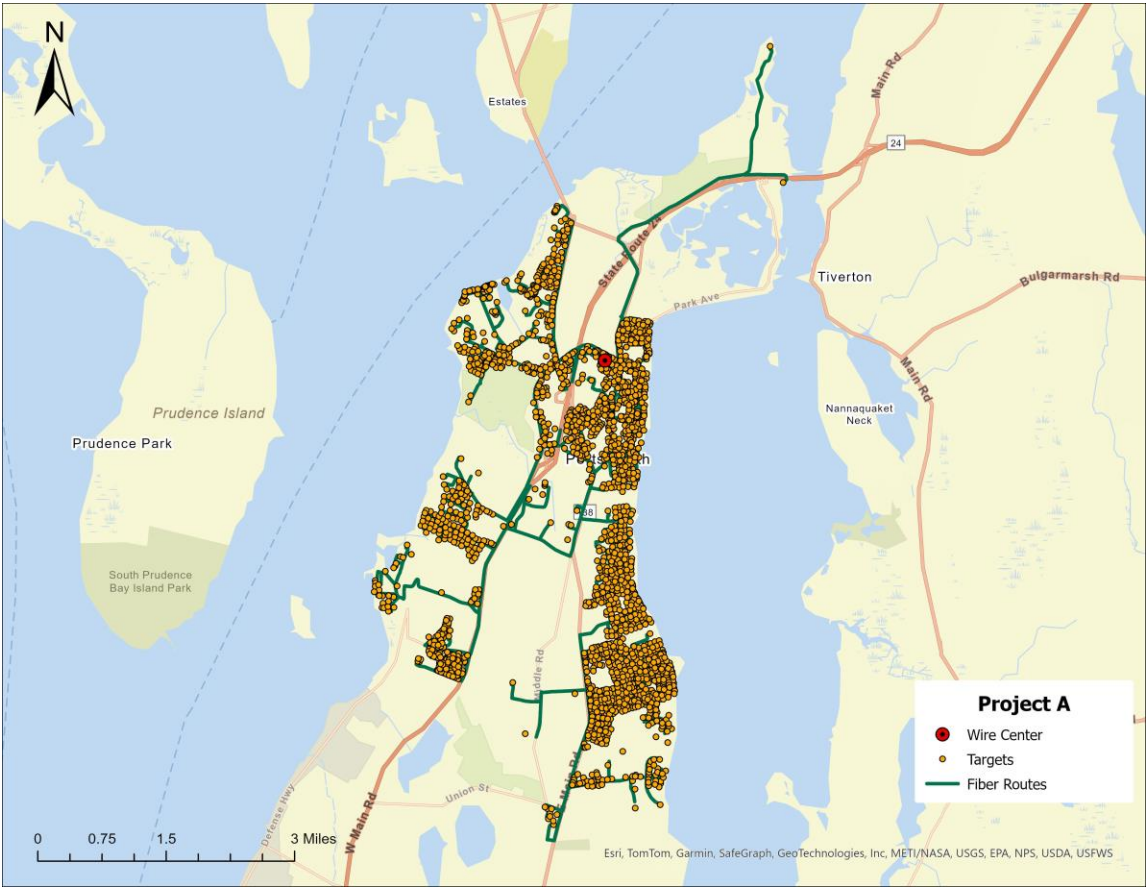 N
Estates
Main Rd
24
State Route 24
Tiverton
Bulgarmarsh Rd
Park Ave
Main Rd
Prudence Island
Nannaquaket
Neck
Prudence Park
South Prudence
Bay Island Park
Middle Rd
Union St
Defense Hwy
W Main Rd
Main Rd
Project A
Wire Center
Targets
Fiber Routes
0 0.75 1.5 3 Miles
Esri, TomTom, Garmin, SafeGraph, GeoTechnologies, Inc, METI/NASA, USGS, EPA, NPS, USDA, USFWS